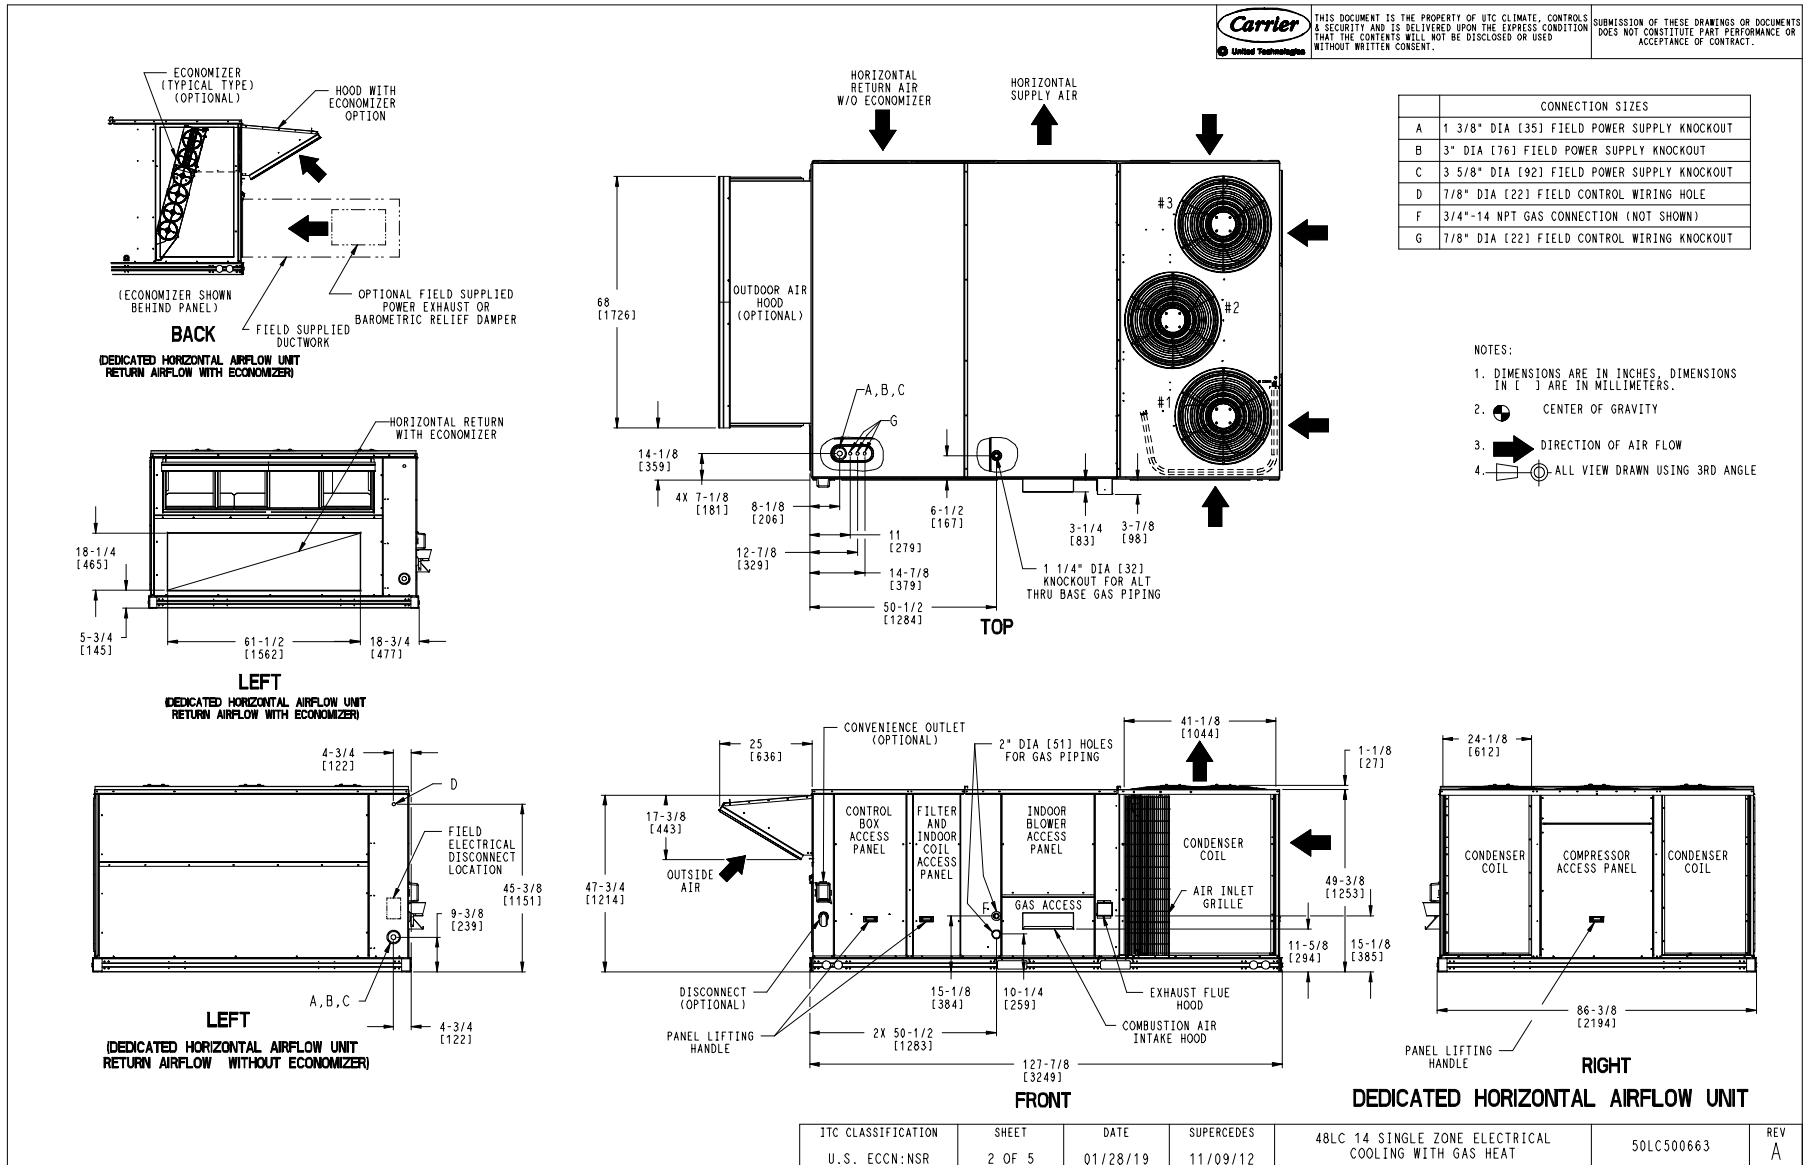 Carrier
United Technologies
THIS DOCUMENT IS THE PROPERTY OF UTC CLIMATE, CONTROLS
& SECURITY AND IS DELIVERED UPON THE EXPRESS CONDITION
THAT THE CONTENTS WILL NOT BE DISCLOSED OR USED
WITHOUT WRITTEN CONSENT.
SUBMISSION OF THESE DRAWINGS OR DOCUMENTS
DOES NOT CONSTITUTE PART PERFORMANCE OR
ACCEPTANCE OF CONTRACT.
ECONOMIZER
(TYPICAL TYPE)
(OPTIONAL)
HOOD WITH
ECONOMIZER
OPTION
(ECONOMIZER SHOWN
BEHIND PANEL)
OPTIONAL FIELD SUPPLIED
POWER EXHAUST OR
BAROMETRIC RELIEF DAMPER
FIELD SUPPLIED
DUCTWORK
BACK
(DEDICATED HORIZONTAL AIRFLOW UNIT
RETURN AIRFLOW WITH ECONOMIZER)
HORIZONTAL
RETURN AIR
W/O ECONOMIZER
HORIZONTAL
SUPPLY AIR
#3
#2
#1
OUTDOOR AIR
HOOD
(OPTIONAL)
68
[1726]
A,B,C
G
14-1/8
[359]
4X 7-1/8
[181]
8-1/8
[206]
11
[279]
12-7/8
[329]
14-7/8
[379]
50-1/2
[1284]
6-1/2
[167]
3-1/4
[83]
3-7/8
[98]
1 1/4" DIA [32]
KNOCKOUT FOR ALT
THRU BASE GAS PIPING
TOP
CONNECTION SIZES
A 1 3/8" DIA [35] FIELD POWER SUPPLY KNOCKOUT
B 3" DIA [76] FIELD POWER SUPPLY KNOCKOUT
C 3 5/8" DIA [92] FIELD POWER SUPPLY KNOCKOUT
D 7/8" DIA [22] FIELD CONTROL WIRING HOLE
F 3/4"-14 NPT GAS CONNECTION (NOT SHOWN)
G 7/8" DIA [22] FIELD CONTROL WIRING KNOCKOUT
NOTES:
1. DIMENSIONS ARE IN INCHES, DIMENSIONS
IN [ ] ARE IN MILLIMETERS.
2. CENTER OF GRAVITY
3. DIRECTION OF AIR FLOW
4. ALL VIEW DRAWN USING 3RD ANGLE
HORIZONTAL RETURN
WITH ECONOMIZER
18-1/4
[465]
5-3/4
[145]
61-1/2
[1562]
18-3/4
[477]
LEFT
(DEDICATED HORIZONTAL AIRFLOW UNIT
RETURN AIRFLOW WITH ECONOMIZER)
4-3/4
[122]
D
FIELD
ELECTRICAL
DISCONNECT
LOCATION
45-3/8
[1151]
9-3/8
[239]
A,B,C
4-3/4
[122]
LEFT
(DEDICATED HORIZONTAL AIRFLOW UNIT
RETURN AIRFLOW WITHOUT ECONOMIZER)
25
[636]
CONVENIENCE OUTLET
(OPTIONAL)
2" DIA [51] HOLES
FOR GAS PIPING
41-1/8
[1044]
1-1/8
[27]
17-3/8
[443]
OUTSIDE
AIR
47-3/4
[1214]
CONTROL
BOX
ACCESS
PANEL
FILTER
AND
INDOOR
COIL
ACCESS
PANEL
INDOOR
BLOWER
ACCESS
PANEL
CONDENSER
COIL
AIR INLET
GRILLE
F
GAS ACCESS
49-3/8
[1253]
11-5/8
[294]
15-1/8
[385]
DISCONNECT
(OPTIONAL)
PANEL LIFTING
HANDLE
15-1/8
[384]
10-1/4
[259]
2X 50-1/2
[1283]
EXHAUST FLUE
HOOD
COMBUSTION AIR
INTAKE HOOD
127-7/8
[3249]
FRONT
24-1/8
[612]
CONDENSER
COIL
COMPRESSOR
ACCESS PANEL
CONDENSER
COIL
86-3/8
[2194]
PANEL LIFTING
HANDLE
RIGHT
DEDICATED HORIZONTAL AIRFLOW UNIT
ITC CLASSIFICATION
U.S. ECCN:NSR
SHEET
2 OF 5
DATE
01/28/19
SUPERCEDES
11/09/12
48LC 14 SINGLE ZONE ELECTRICAL
COOLING WITH GAS HEAT
50LC500663
REV
A